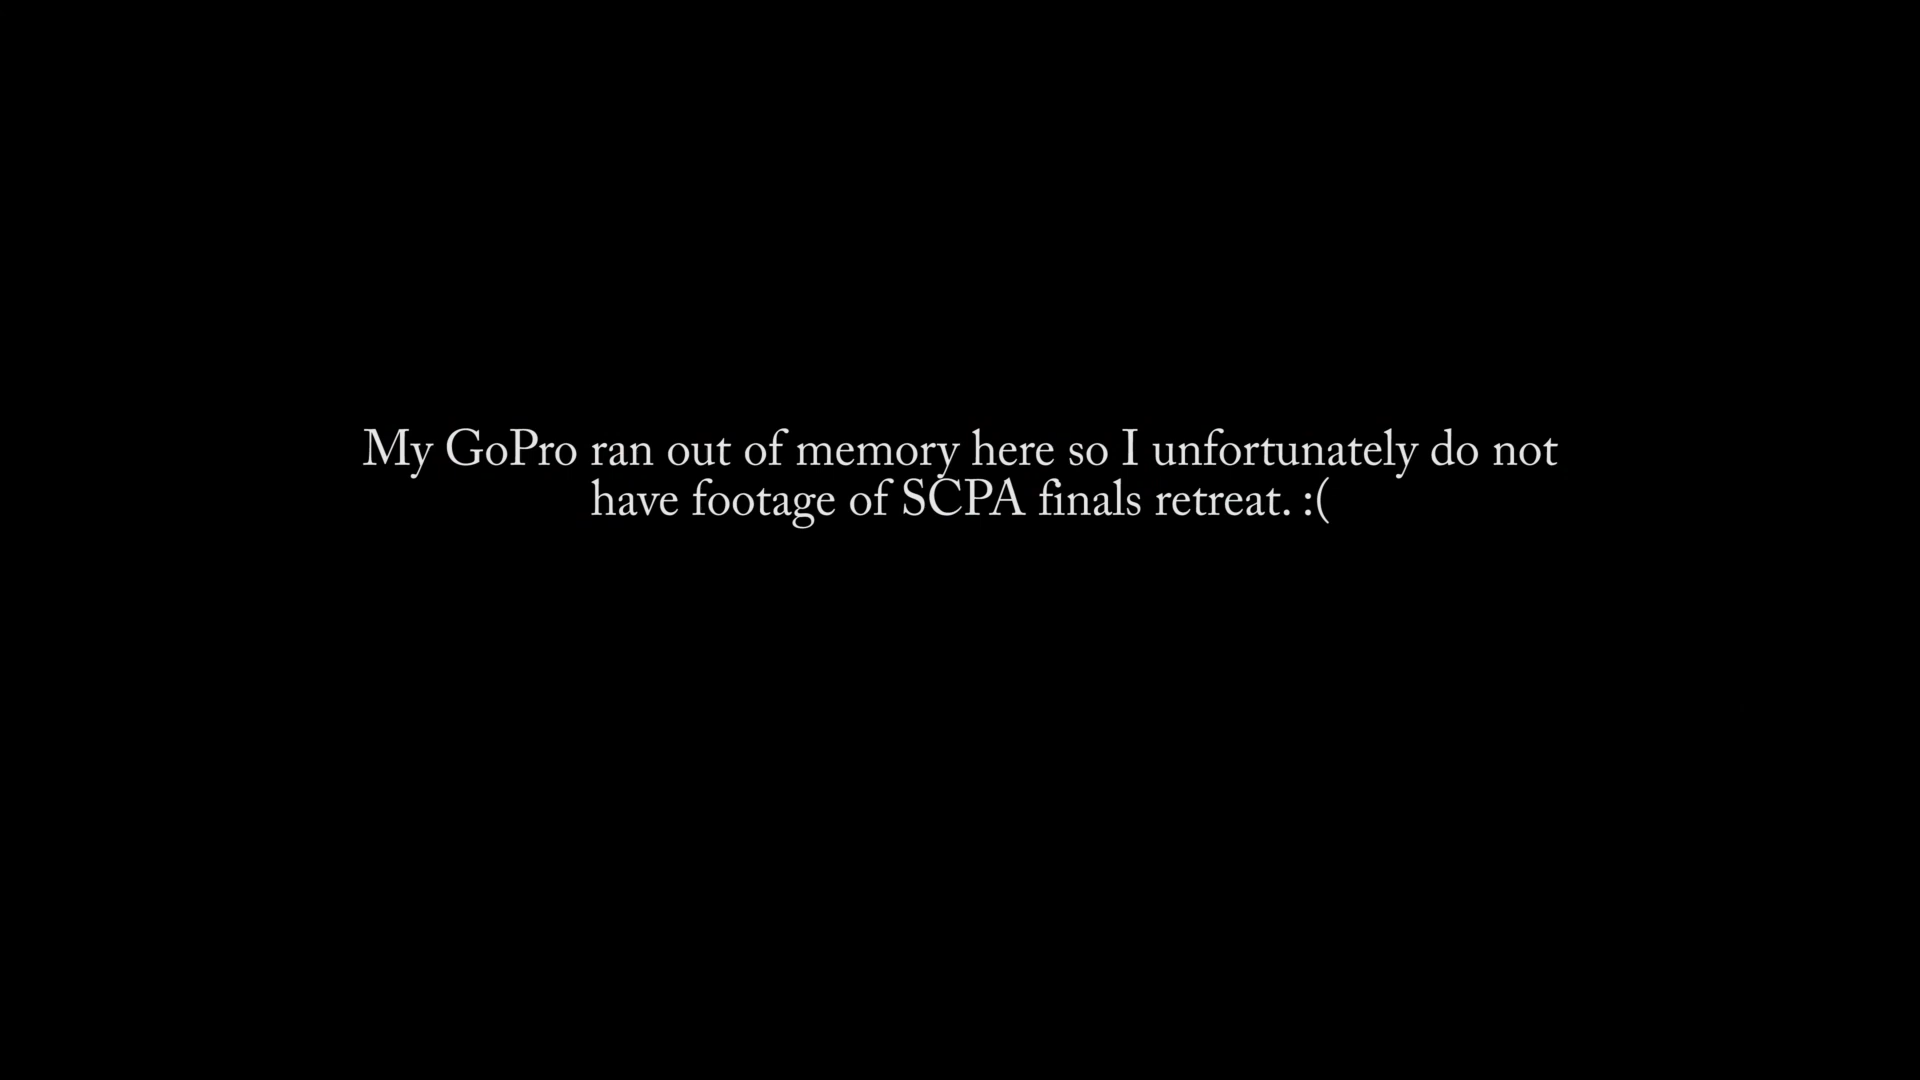 My GoPro ran out of memory here so I unfortunately do not
have footage of SCPA finals retreat. :(